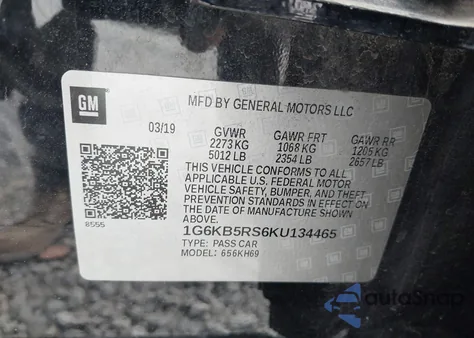 GM
MFD BY GENERAL MOTORS LLC
03/19 GVWR GAWR FRT GAWR RR
2273 KG 1068 KG 1205 KG
5012 LB 2354 LB 2657 LB
THIS VEHICLE CONFORMS TO ALL
APPLICABLE U.S. FEDERAL MOTOR
VEHICLE SAFETY, BUMPER, AND THEFT
PREVENTION STANDARDS IN EFFECT ON
THE DATE OF MANUFACTURE SHOWN ABOVE.
8555
1G6KB5RS6KU134465
TYPE: PASS CAR
MODEL: 6S6KH69
autoSnap